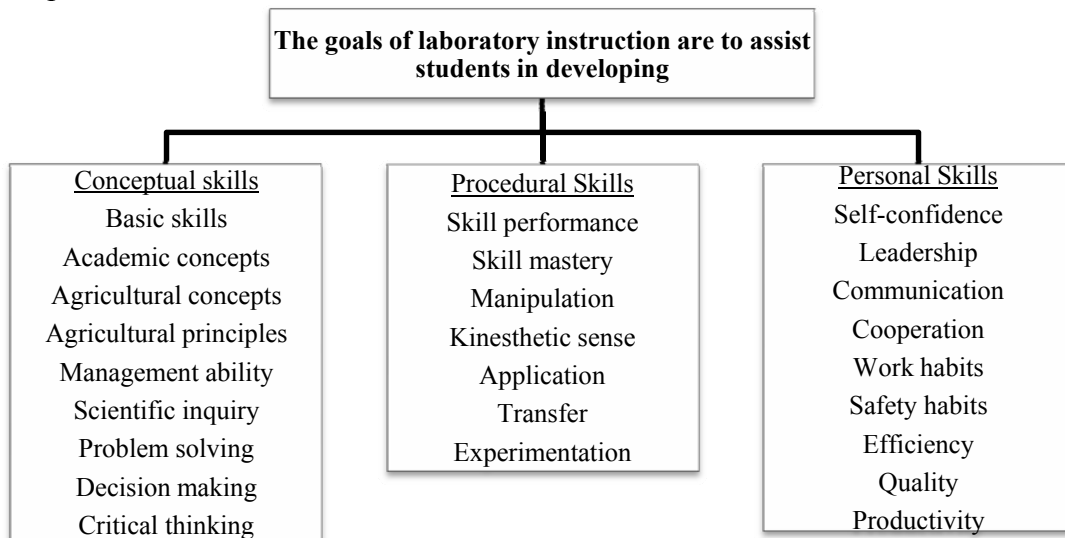 The goals of laboratory instruction are to assist
students in developing
Conceptual skills
Basic skills
Academic concepts
Agricultural concepts
Agricultural principles
Management ability
Scientific inquiry
Problem solving
Decision making
Critical thinking
Procedural Skills
Skill performance
Skill mastery
Manipulation
Kinesthetic sense
Application
Transfer
Experimentation
Personal Skills
Self-confidence
Leadership
Communication
Cooperation
Work habits
Safety habits
Efficiency
Quality
Productivity